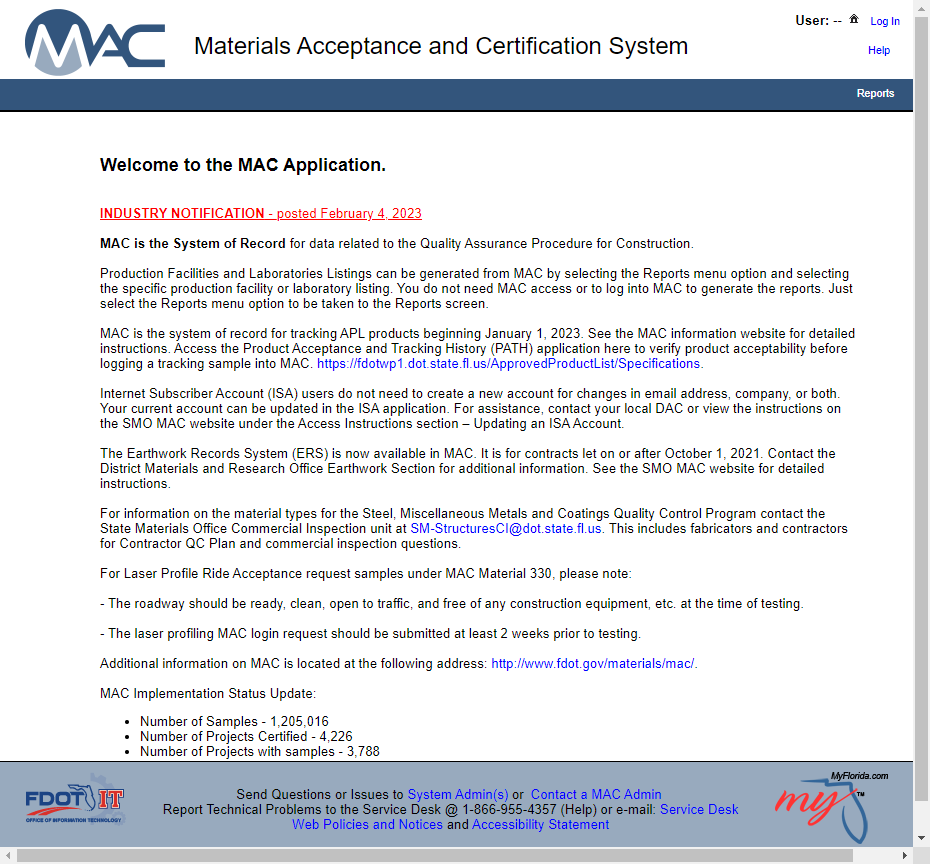 MAC
Materials Acceptance and Certification System
User: --
Log In
Help
Reports
Welcome to the MAC Application.
INDUSTRY NOTIFICATION - posted February 4, 2023
MAC is the System of Record for data related to the Quality Assurance Procedure for Construction.
Production Facilities and Laboratories Listings can be generated from MAC by selecting the Reports menu option and selecting
the specific production facility or laboratory listing. You do not need MAC access or to log into MAC to generate the reports. Just
select the Reports menu option to be taken to the Reports screen.
MAC is the system of record for tracking APL products beginning January 1, 2023. See the MAC information website for detailed
instructions. Access the Product Acceptance and Tracking History (PATH) application here to verify product acceptability before
logging a tracking sample into MAC. https://fdotwp1.dot.state.fl.us/ApprovedProductList/Specifications.
Internet Subscriber Account (ISA) users do not need to create a new account for changes in email address, company, or both.
Your current account can be updated in the ISA application. For assistance, contact your local DAC or view the instructions on
the SMO MAC website under the Access Instructions section – Updating an ISA Account.
The Earthwork Records System (ERS) is now available in MAC. It is for contracts let on or after October 1, 2021. Contact the
District Materials and Research Office Earthwork Section for additional information. See the SMO MAC website for detailed
instructions.
For information on the material types for the Steel, Miscellaneous Metals and Coatings Quality Control Program contact the
State Materials Office Commercial Inspection unit at SM-StructuresCI@dot.state.fl.us. This includes fabricators and contractors
for Contractor QC Plan and commercial inspection questions.
For Laser Profile Ride Acceptance request samples under MAC Material 330, please note:
- The roadway should be ready, clean, open to traffic, and free of any construction equipment, etc. at the time of testing.
- The laser profiling MAC login request should be submitted at least 2 weeks prior to testing.
Additional information on MAC is located at the following address: http://www.fdot.gov/materials/mac/.
MAC Implementation Status Update:
• Number of Samples - 1,205,016
• Number of Projects Certified - 4,226
• Number of Projects with samples - 3,788
FDOT IT
OFFICE OF INFORMATION TECHNOLOGY
Send Questions or Issues to System Admin(s) or Contact a MAC Admin
Report Technical Problems to the Service Desk @ 1-866-955-4357 (Help) or e-mail: Service Desk
Web Policies and Notices and Accessibility Statement
MyFlorida.com
my
TM